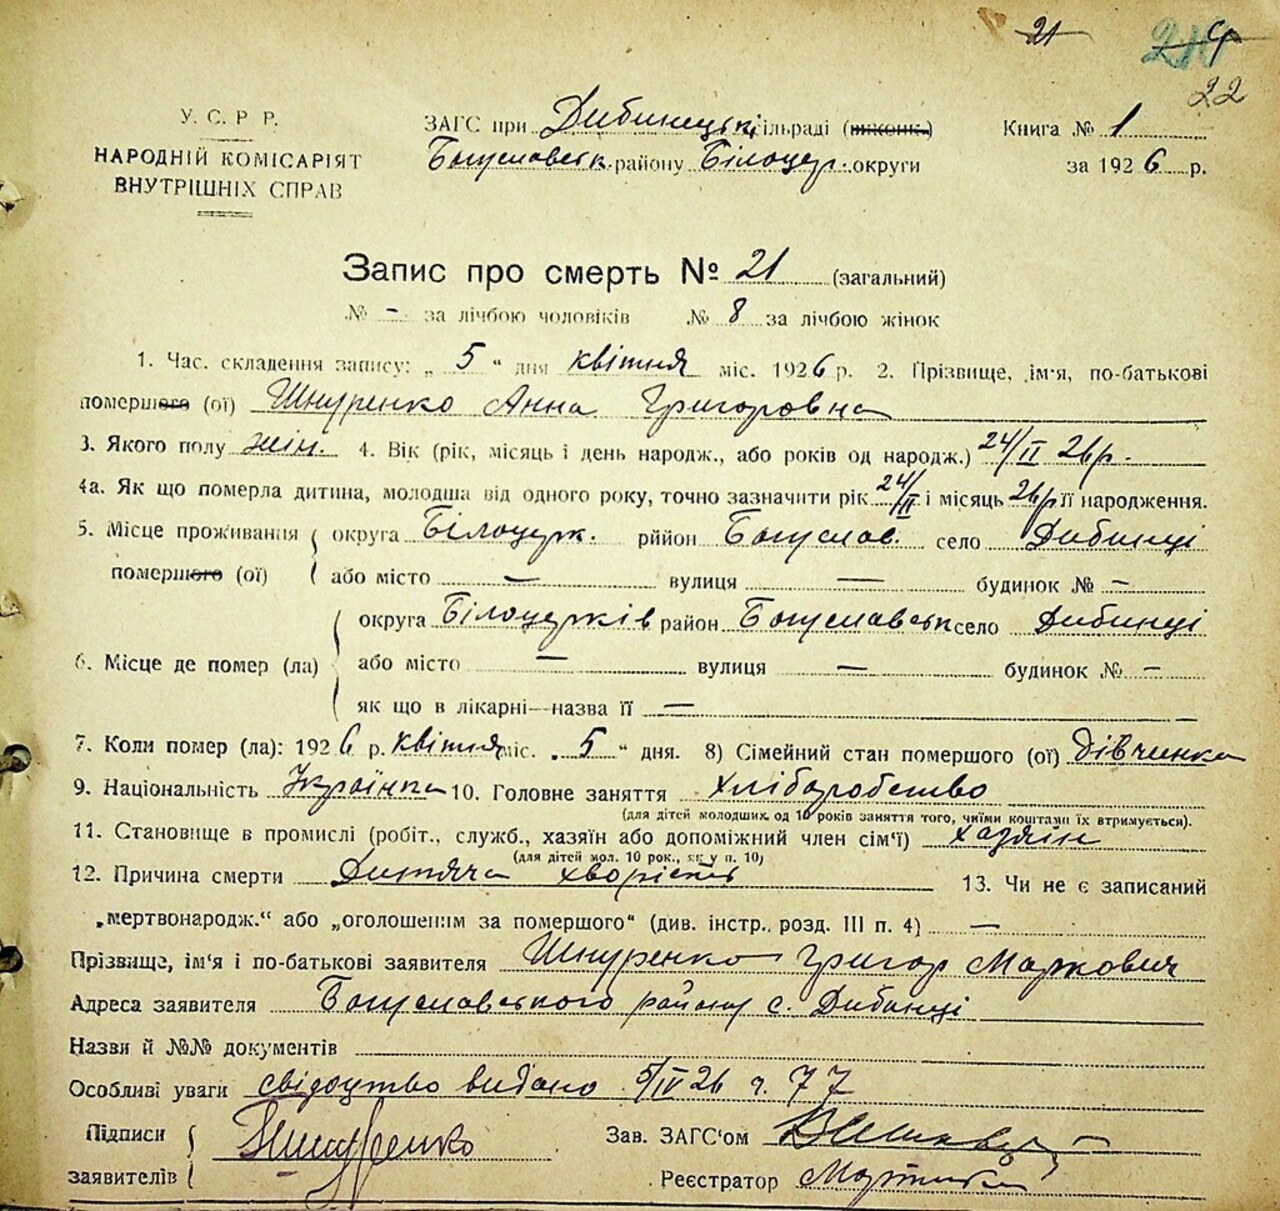 21
22
У. С. Р. Р.
НАРОДНІЙ КОМІСАРІЯТ
ВНУТРІШНІХ СПРАВ
ЗАГС при Дибинецькі сільраді (виконк.)
Богуславськ. району Білоцер. округи
Книга № 1
за 1926 р.
Запис про смерть № 21 (загальний)
№ - за лічбою чоловіків № 8 за лічбою жінок
1. Час. складення запису: „ 5 “ дня квітня міс. 1926 р. 2. Прізвище, ім'я, по-батькові
помершого (ої) Шнуренко Анна Григоровна
3. Якого полу жін. 4. Вік (рік, місяць і день народж., або років од народж.) 24/II 26 р.
4а. Як що померла дитина, молодша від одного року, точно зазначити рік 24/II і місяць 26 р її народження.
5. Місце проживання округа Білоцерк. рййон Богуслав. село Дибинці
помершого (ої) або місто — вулиця — будинок № —
округа Білоцерків район Богуславськ село Дибинці
6. Місце де помер (ла) або місто — вулиця — будинок № —
як що в лікарні—назва її —
7. Коли помер (ла): 1926 р. квітня міс. „ 5 “ дня. 8) Сімейний стан помершого (ої) дівчинка
9. Національність Українка 10. Головне заняття хліборобство
(для дітей молодших од 10 років заняття того, чиїми коштами їх втримується).
11. Становище в промислі (робіт., служб., хазяїн або допоміжний член сім'ї) хазяїн
(для дітей мол. 10 рок., як у п. 10)
12. Причина смерти Дитяча хворість 13. Чи не є записаний
„мертвонародж.“ або „оголошеним за помершого“ (див. інстр. розд. III п. 4) —
Прізвище, ім'я і по-батькові заявителя Шнуренко Григор Маркович
Адреса заявителя Богуславського району с. Дибинці
Назви й №№ документів
Особливі уваги свідоцтво видано 5/IV 26 ч. 77
Підписи
заявителів Шнуренко
Зав. ЗАГС'ом
Реєстратор